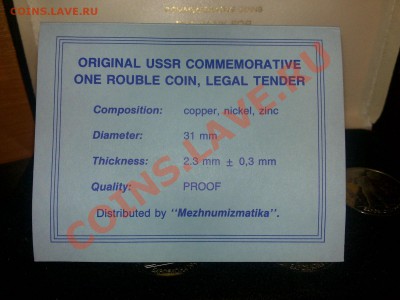 COINS.LAVE.RU
ORIGINAL USSR COMMEMORATIVE
ONE ROUBLE COIN, LEGAL TENDER
Composition: copper, nickel, zinc
Diameter: 31 mm
Thickness: 2.3 mm ± 0,3 mm
Quality: PROOF
Distributed by "Mezhnumizmatika".
COINS.LAVE.RU